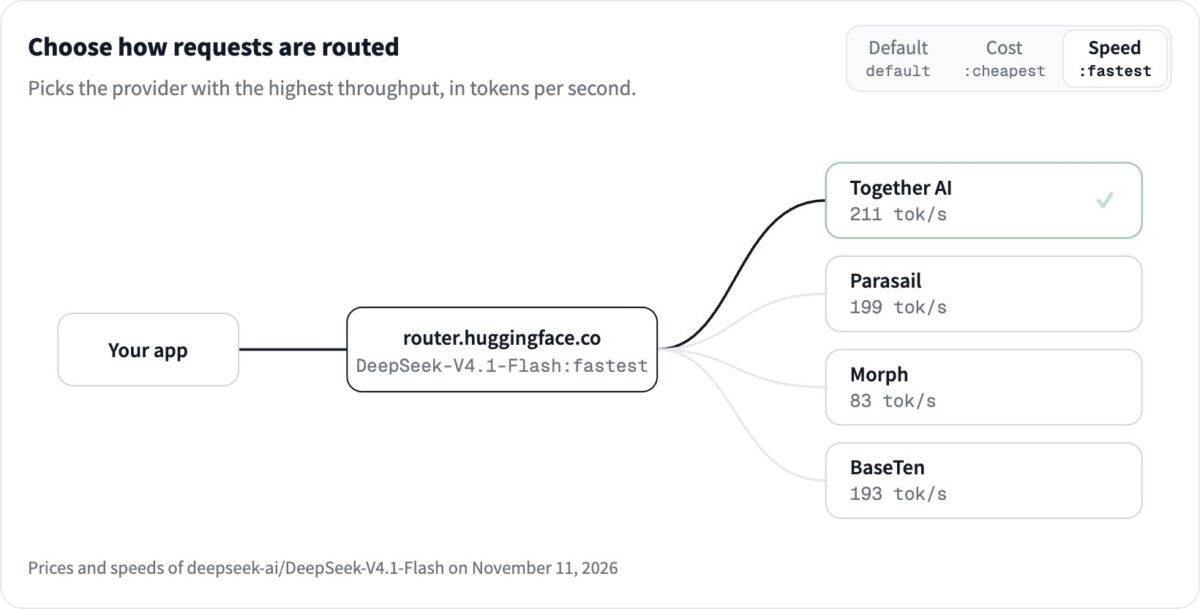 Choose how requests are routed
Picks the provider with the highest throughput, in tokens per second.
Default
default
Cost
:cheapest
Speed
:fastest
Your app
router.huggingface.co
DeepSeek-V4.1-Flash:fastest
Together AI
211 tok/s
Parasail
199 tok/s
Morph
83 tok/s
BaseTen
193 tok/s
Prices and speeds of deepseek-ai/DeepSeek-V4.1-Flash on November 11, 2026